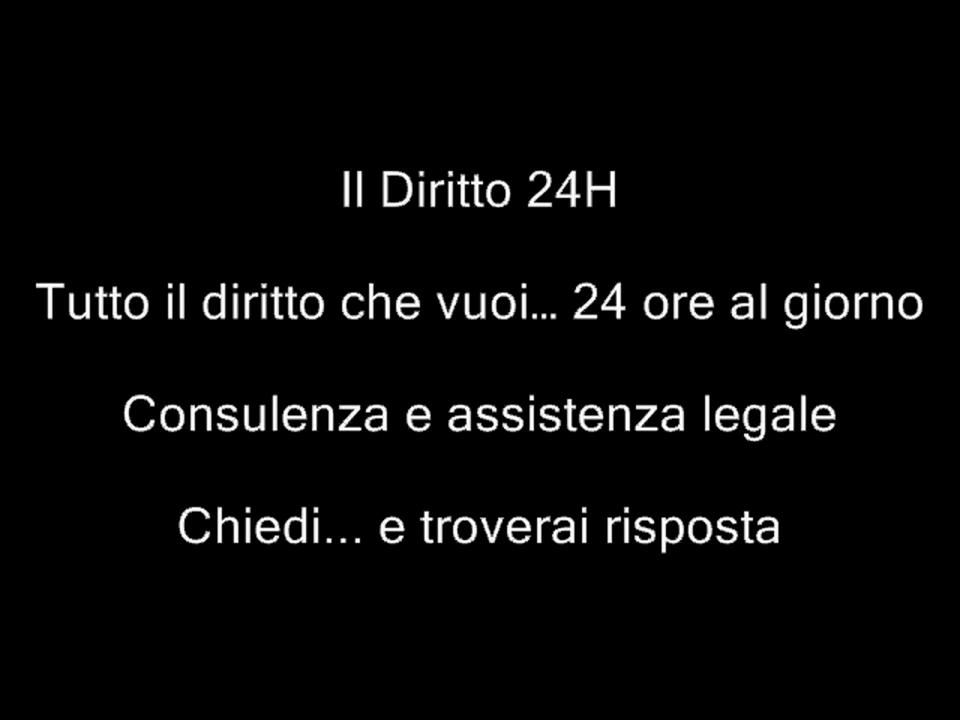 Il Diritto 24H
Tutto il diritto che vuoi… 24 ore al giorno
Consulenza e assistenza legale
Chiedi... e troverai risposta